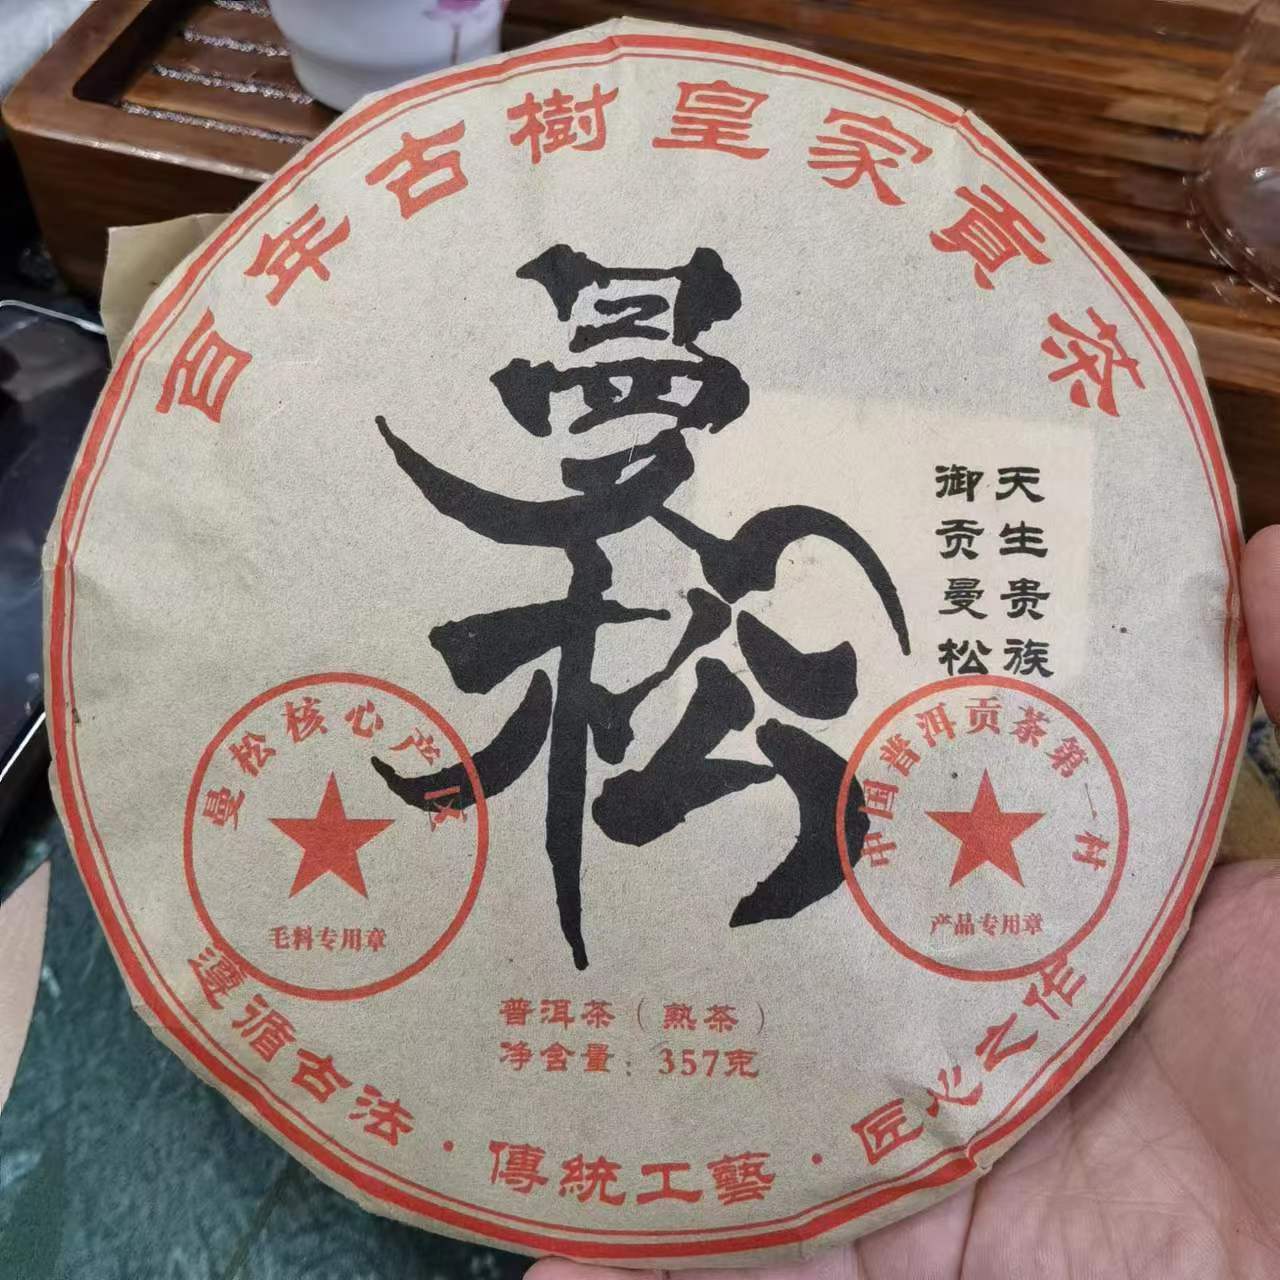 百年古樹皇家貢茶
曼松
天生贵族
御贡曼松
曼松核心产区
毛料专用章
中国普洱贡茶第一村
产品专用章
普洱茶（熟茶）
净含量：357克
遵循古法·傳統工藝·匠心之作